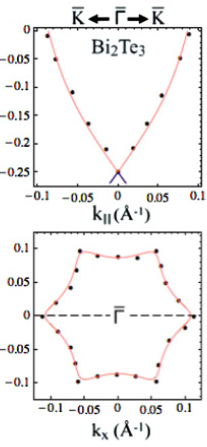 K̄ ← Γ̄ → K̄
Bi₂Te₃
0
-0.05
-0.10
-0.15
-0.20
-0.25
-0.1 -0.05 0 0.05 0.1
k|| (Å⁻¹)
0.1
0.05
0
-0.05
-0.1
Γ̄
-0.1 -0.05 0 0.05 0.1
kₓ (Å⁻¹)